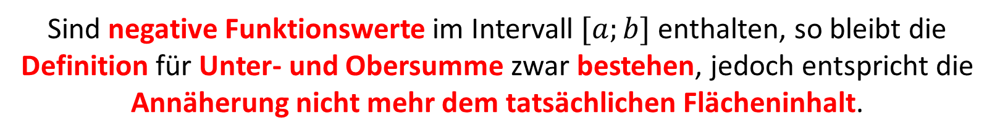 Sind negative Funktionswerte im Intervall [a; b] enthalten, so bleibt die
Definition für Unter- und Obersumme zwar bestehen, jedoch entspricht die
Annäherung nicht mehr dem tatsächlichen Flächeninhalt.